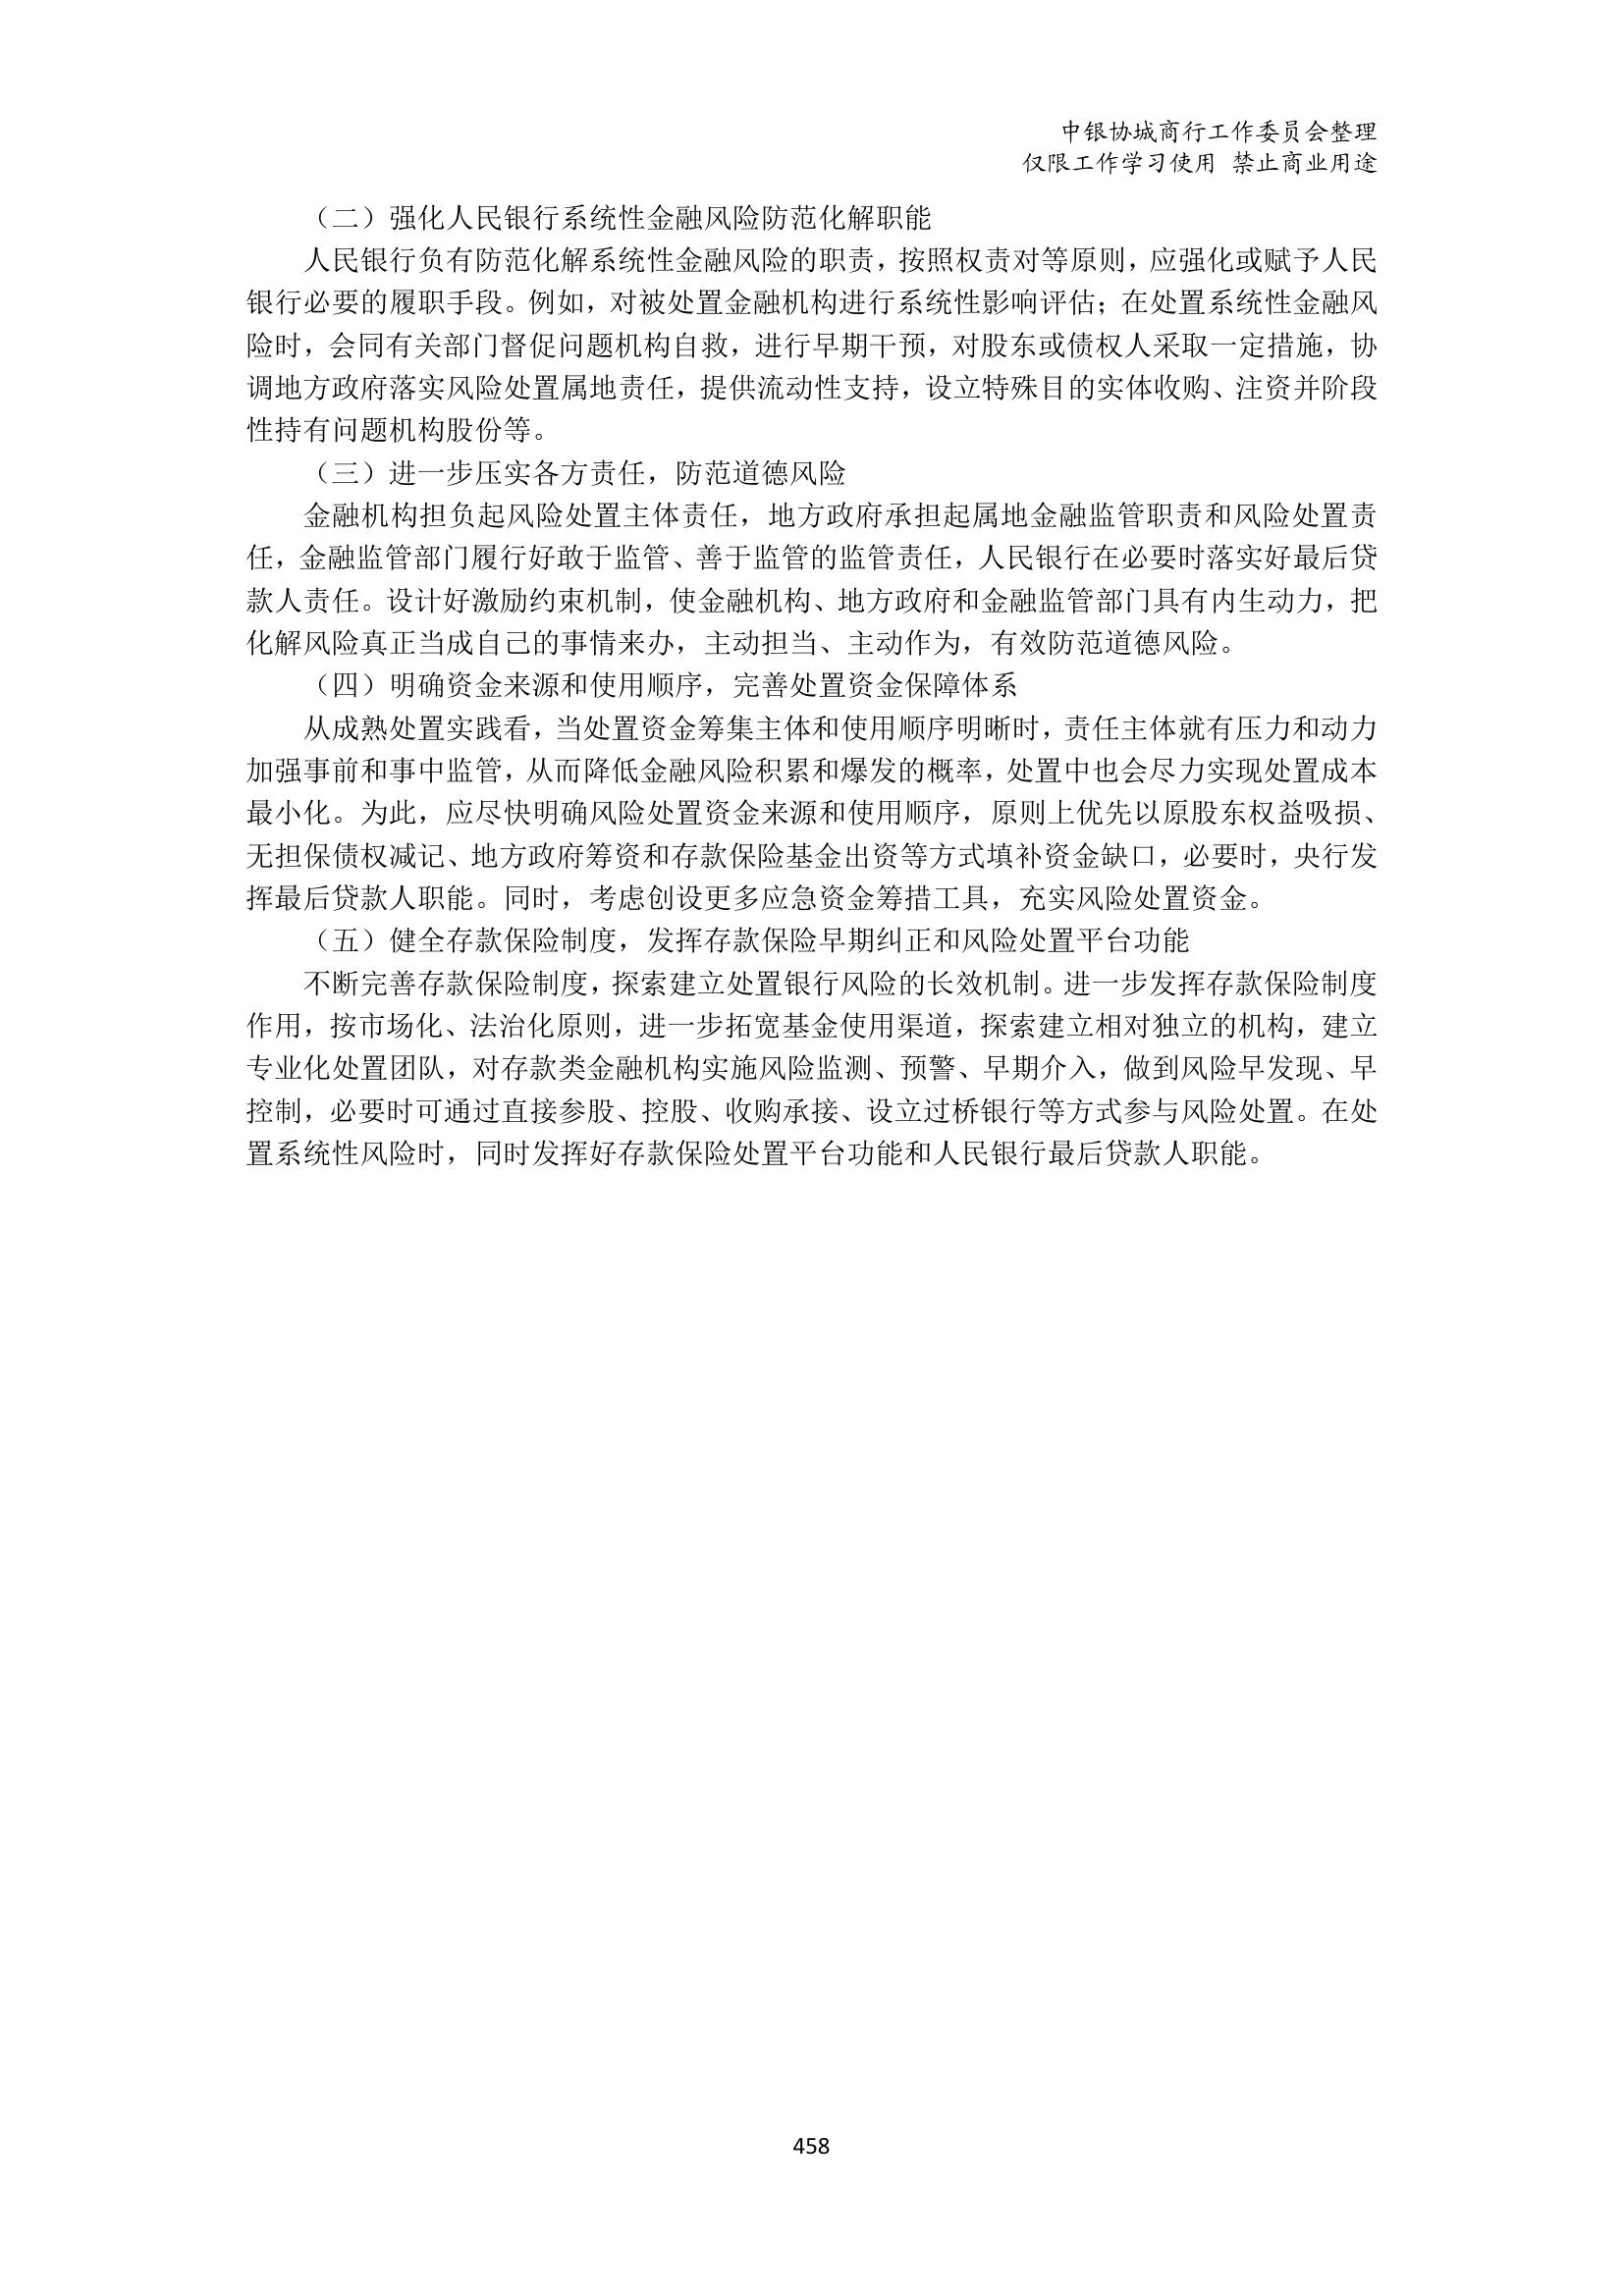 中银协城商行工作委员会整理
仅限工作学习使用 禁止商业用途
（二）强化人民银行系统性金融风险防范化解职能
人民银行负有防范化解系统性金融风险的职责，按照权责对等原则，应强化或赋予人民
银行必要的履职手段。例如，对被处置金融机构进行系统性影响评估；在处置系统性金融风
险时，会同有关部门督促问题机构自救，进行早期干预，对股东或债权人采取一定措施，协
调地方政府落实风险处置属地责任，提供流动性支持，设立特殊目的实体收购、注资并阶段
性持有问题机构股份等。
（三）进一步压实各方责任，防范道德风险
金融机构担负起风险处置主体责任，地方政府承担起属地金融监管职责和风险处置责
任，金融监管部门履行好敢于监管、善于监管的监管责任，人民银行在必要时落实好最后贷
款人责任。设计好激励约束机制，使金融机构、地方政府和金融监管部门具有内生动力，把
化解风险真正当成自己的事情来办，主动担当、主动作为，有效防范道德风险。
（四）明确资金来源和使用顺序，完善处置资金保障体系
从成熟处置实践看，当处置资金筹集主体和使用顺序明晰时，责任主体就有压力和动力
加强事前和事中监管，从而降低金融风险积累和爆发的概率，处置中也会尽力实现处置成本
最小化。为此，应尽快明确风险处置资金来源和使用顺序，原则上优先以原股东权益吸损、
无担保债权减记、地方政府筹资和存款保险基金出资等方式填补资金缺口，必要时，央行发
挥最后贷款人职能。同时，考虑创设更多应急资金筹措工具，充实风险处置资金。
（五）健全存款保险制度，发挥存款保险早期纠正和风险处置平台功能
不断完善存款保险制度，探索建立处置银行风险的长效机制。进一步发挥存款保险制度
作用，按市场化、法治化原则，进一步拓宽基金使用渠道，探索建立相对独立的机构，建立
专业化处置团队，对存款类金融机构实施风险监测、预警、早期介入，做到风险早发现、早
控制，必要时可通过直接参股、控股、收购承接、设立过桥银行等方式参与风险处置。在处
置系统性风险时，同时发挥好存款保险处置平台功能和人民银行最后贷款人职能。
458